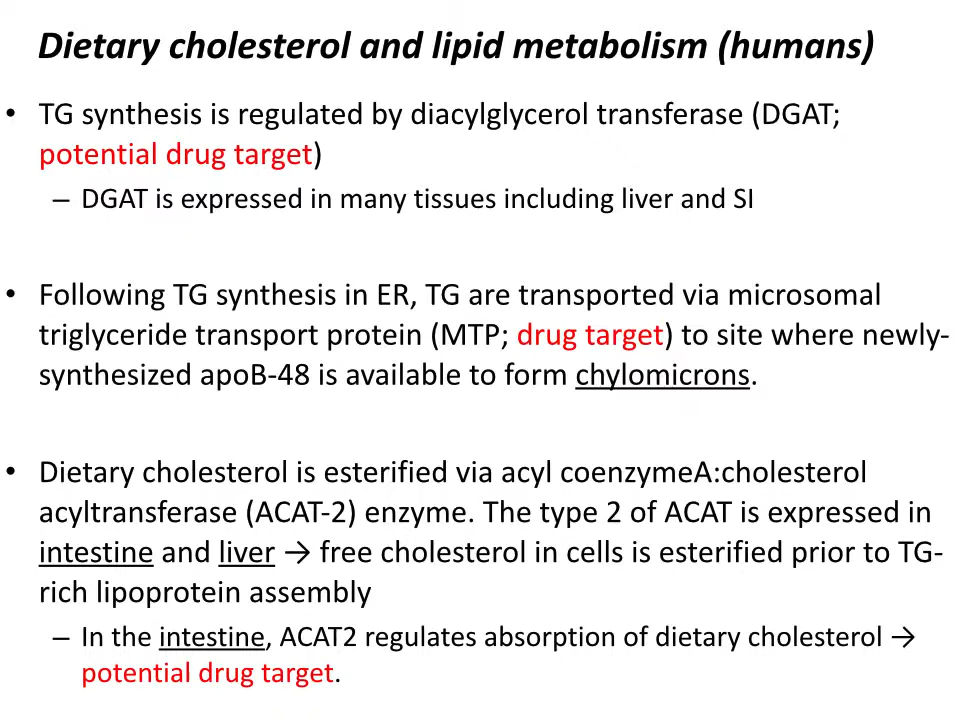 Dietary cholesterol and lipid metabolism (humans)
• TG synthesis is regulated by diacylglycerol transferase (DGAT;
potential drug target)
– DGAT is expressed in many tissues including liver and SI
• Following TG synthesis in ER, TG are transported via microsomal
triglyceride transport protein (MTP; drug target) to site where newly-
synthesized apoB-48 is available to form chylomicrons.
• Dietary cholesterol is esterified via acyl coenzymeA:cholesterol
acyltransferase (ACAT-2) enzyme. The type 2 of ACAT is expressed in
intestine and liver → free cholesterol in cells is esterified prior to TG-
rich lipoprotein assembly
– In the intestine, ACAT2 regulates absorption of dietary cholesterol →
potential drug target.